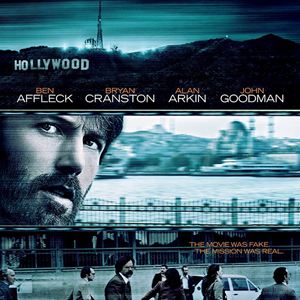 HOLLYWOOD
BEN BRYAN ALAN JOHN
AFFLECK CRANSTON ARKIN GOODMAN
THE MOVIE WAS FAKE.
THE MISSION WAS REAL.